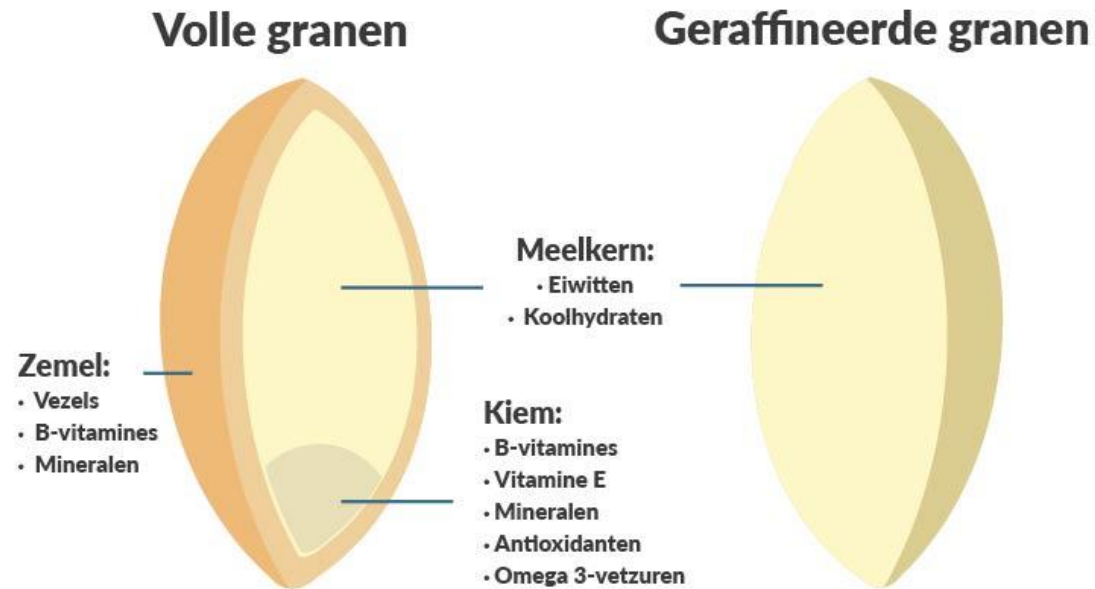 Volle granen
Geraffineerde granen
Meelkern:
• Eiwitten
• Koolhydraten
Zemel:
• Vezels
• B-vitamines
• Mineralen
Kiem:
• B-vitamines
• Vitamine E
• Mineralen
• Antioxidanten
• Omega 3-vetzuren